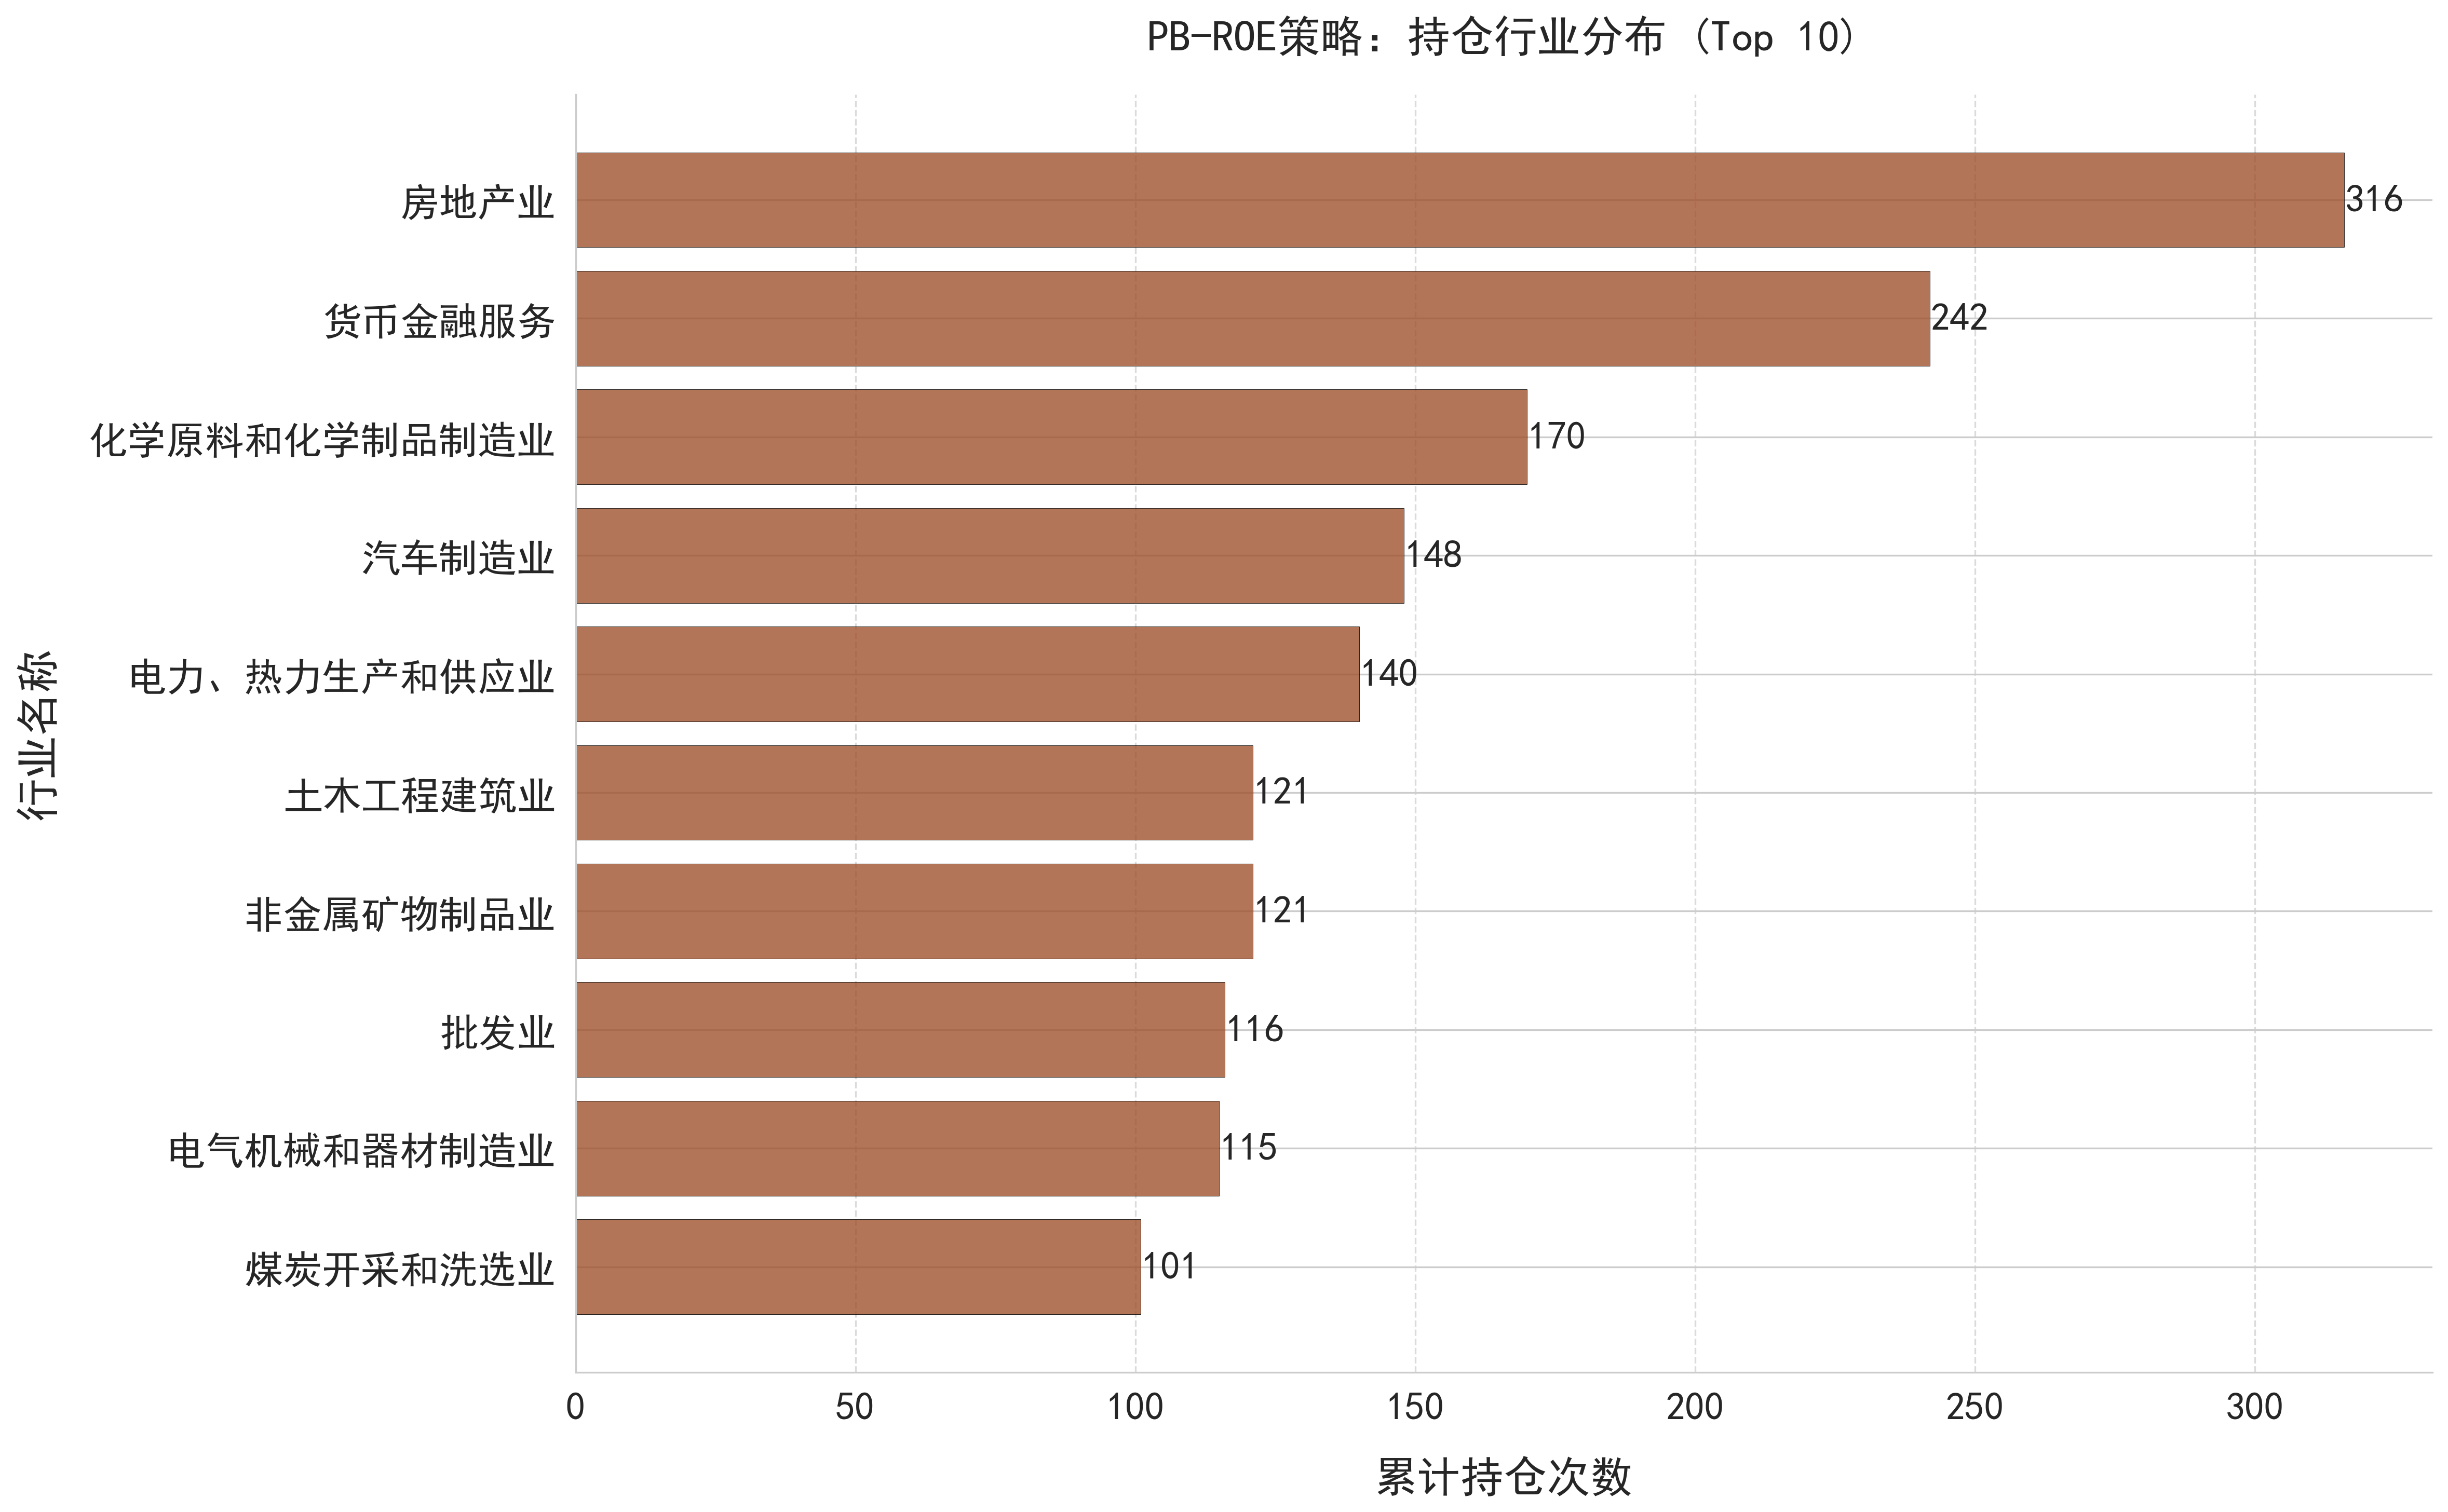 PB-ROE策略：持仓行业分布 (Top 10)
房地产业 316
货币金融服务 242
化学原料和化学制品制造业 170
汽车制造业 148
电力、热力生产和供应业 140
土木工程建筑业 121
非金属矿物制品业 121
批发业 116
电气机械和器材制造业 115
煤炭开采和洗选业 101
行业名称
0 50 100 150 200 250 300
累计持仓次数